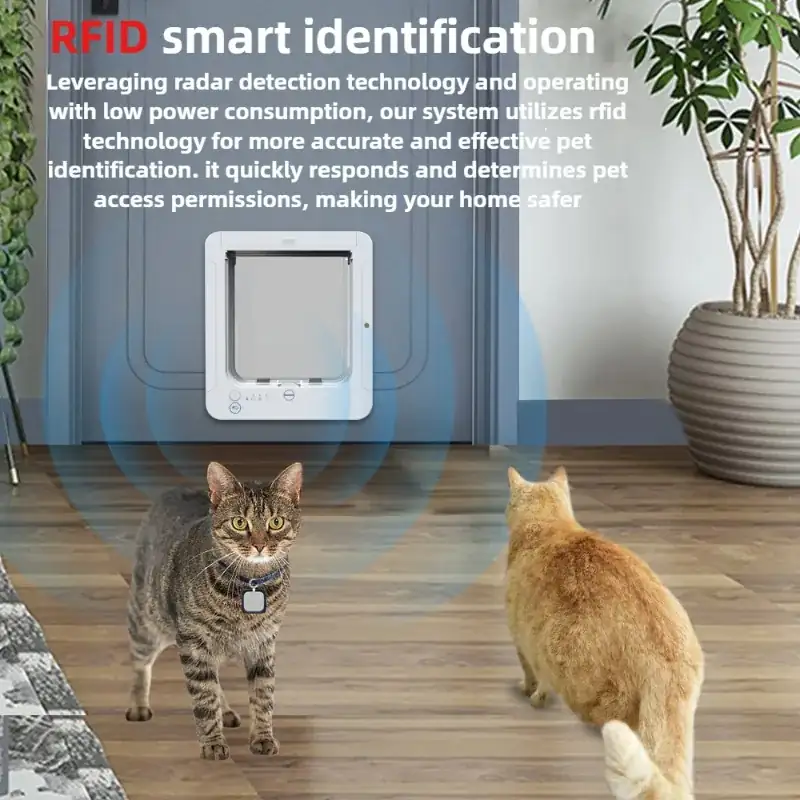 RFID smart identification
Leveraging radar detection technology and operating
with low power consumption, our system utilizes rfid
technology for more accurate and effective pet
identification. it quickly responds and determines pet
access permissions, making your home safer